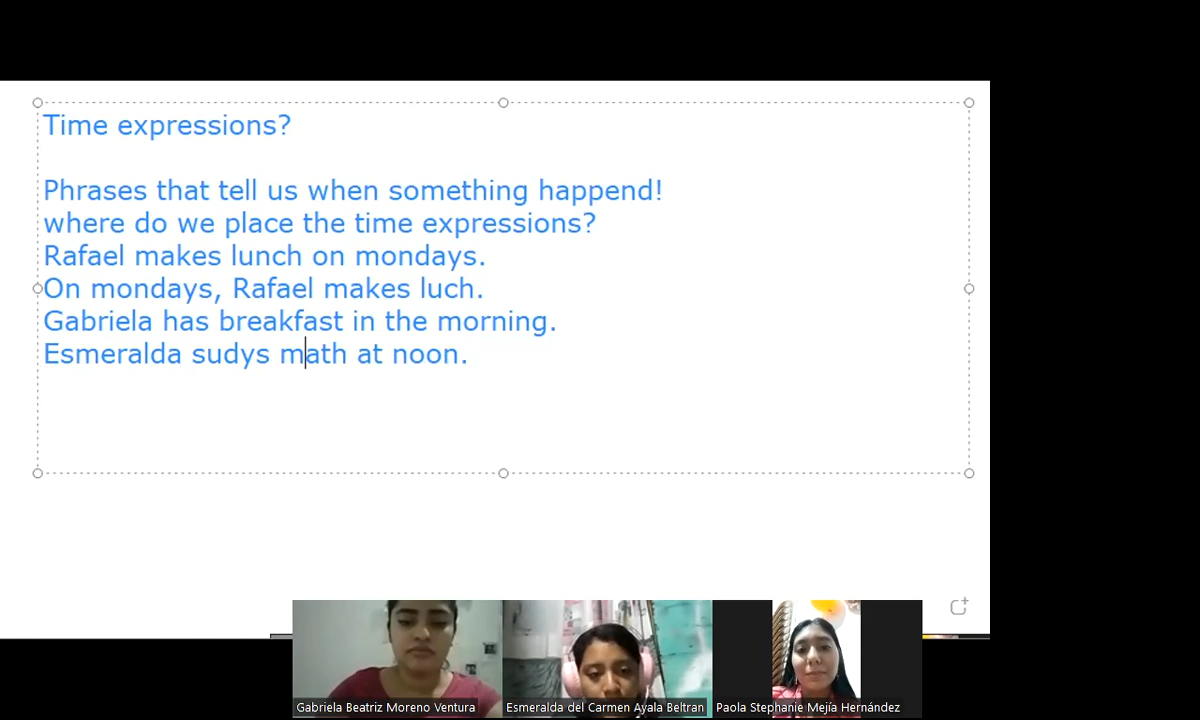 Time expressions?
Phrases that tell us when something happend!
where do we place the time expressions?
Rafael makes lunch on mondays.
On mondays, Rafael makes luch.
Gabriela has breakfast in the morning.
Esmeralda sudys math at noon.
Gabriela Beatriz Moreno Ventura
Esmeralda del Carmen Ayala Beltran
Paola Stephanie Mejía Hernández